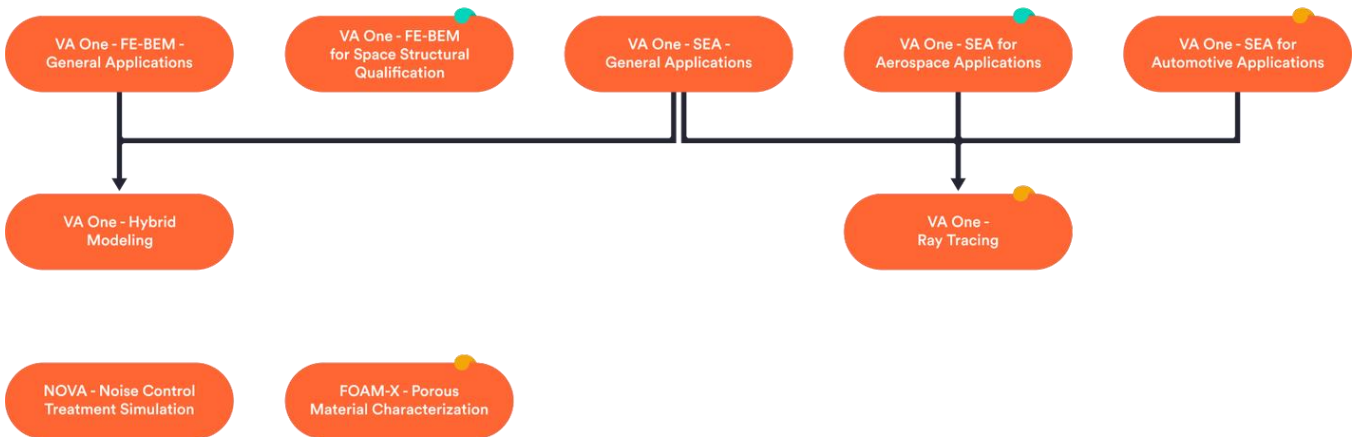 VA One - FE-BEM -
General Applications
VA One - FE-BEM
for Space Structural
Qualification
VA One - SEA -
General Applications
VA One - SEA for
Aerospace Applications
VA One - SEA for
Automotive Applications
VA One - Hybrid
Modeling
VA One -
Ray Tracing
NOVA - Noise Control
Treatment Simulation
FOAM-X - Porous
Material Characterization